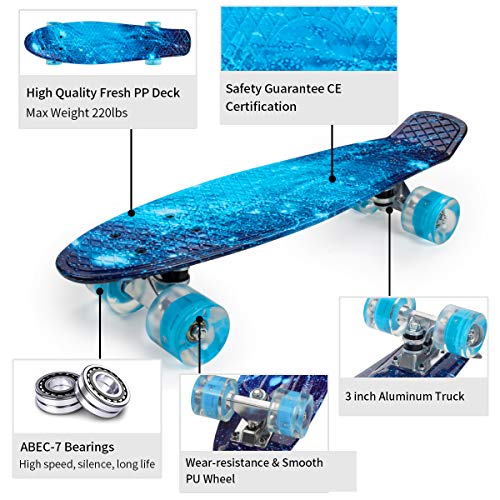 High Quality Fresh PP Deck
Max Weight 220lbs
Safety Guarantee CE
Certification
3 inch Aluminum Truck
ABEC-7 Bearings
High speed, silence, long life
Wear-resistance & Smooth
PU Wheel